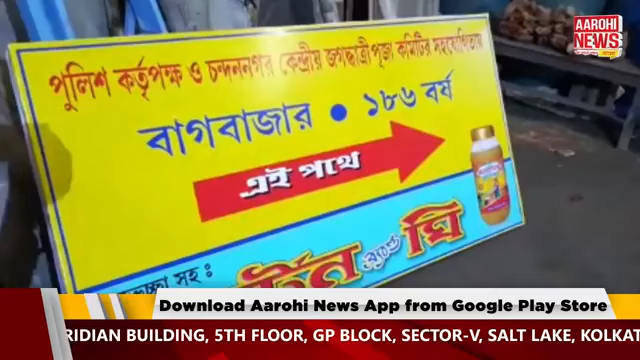 AAROHI
NEWS
পুলিশ কর্তৃপক্ষ ও চন্দননগর কেন্দ্রীয় জগদ্ধাত্রী পূজা কমিটির সহযোগিতায়
বাগবাজার • ১৮৬ বর্ষ
এই পথে
সহ :
ব্র্যান্ড ঘি
Download Aarohi News App from Google Play Store
RIDIAN BUILDING, 5TH FLOOR, GP BLOCK, SECTOR-V, SALT LAKE, KOLKAT